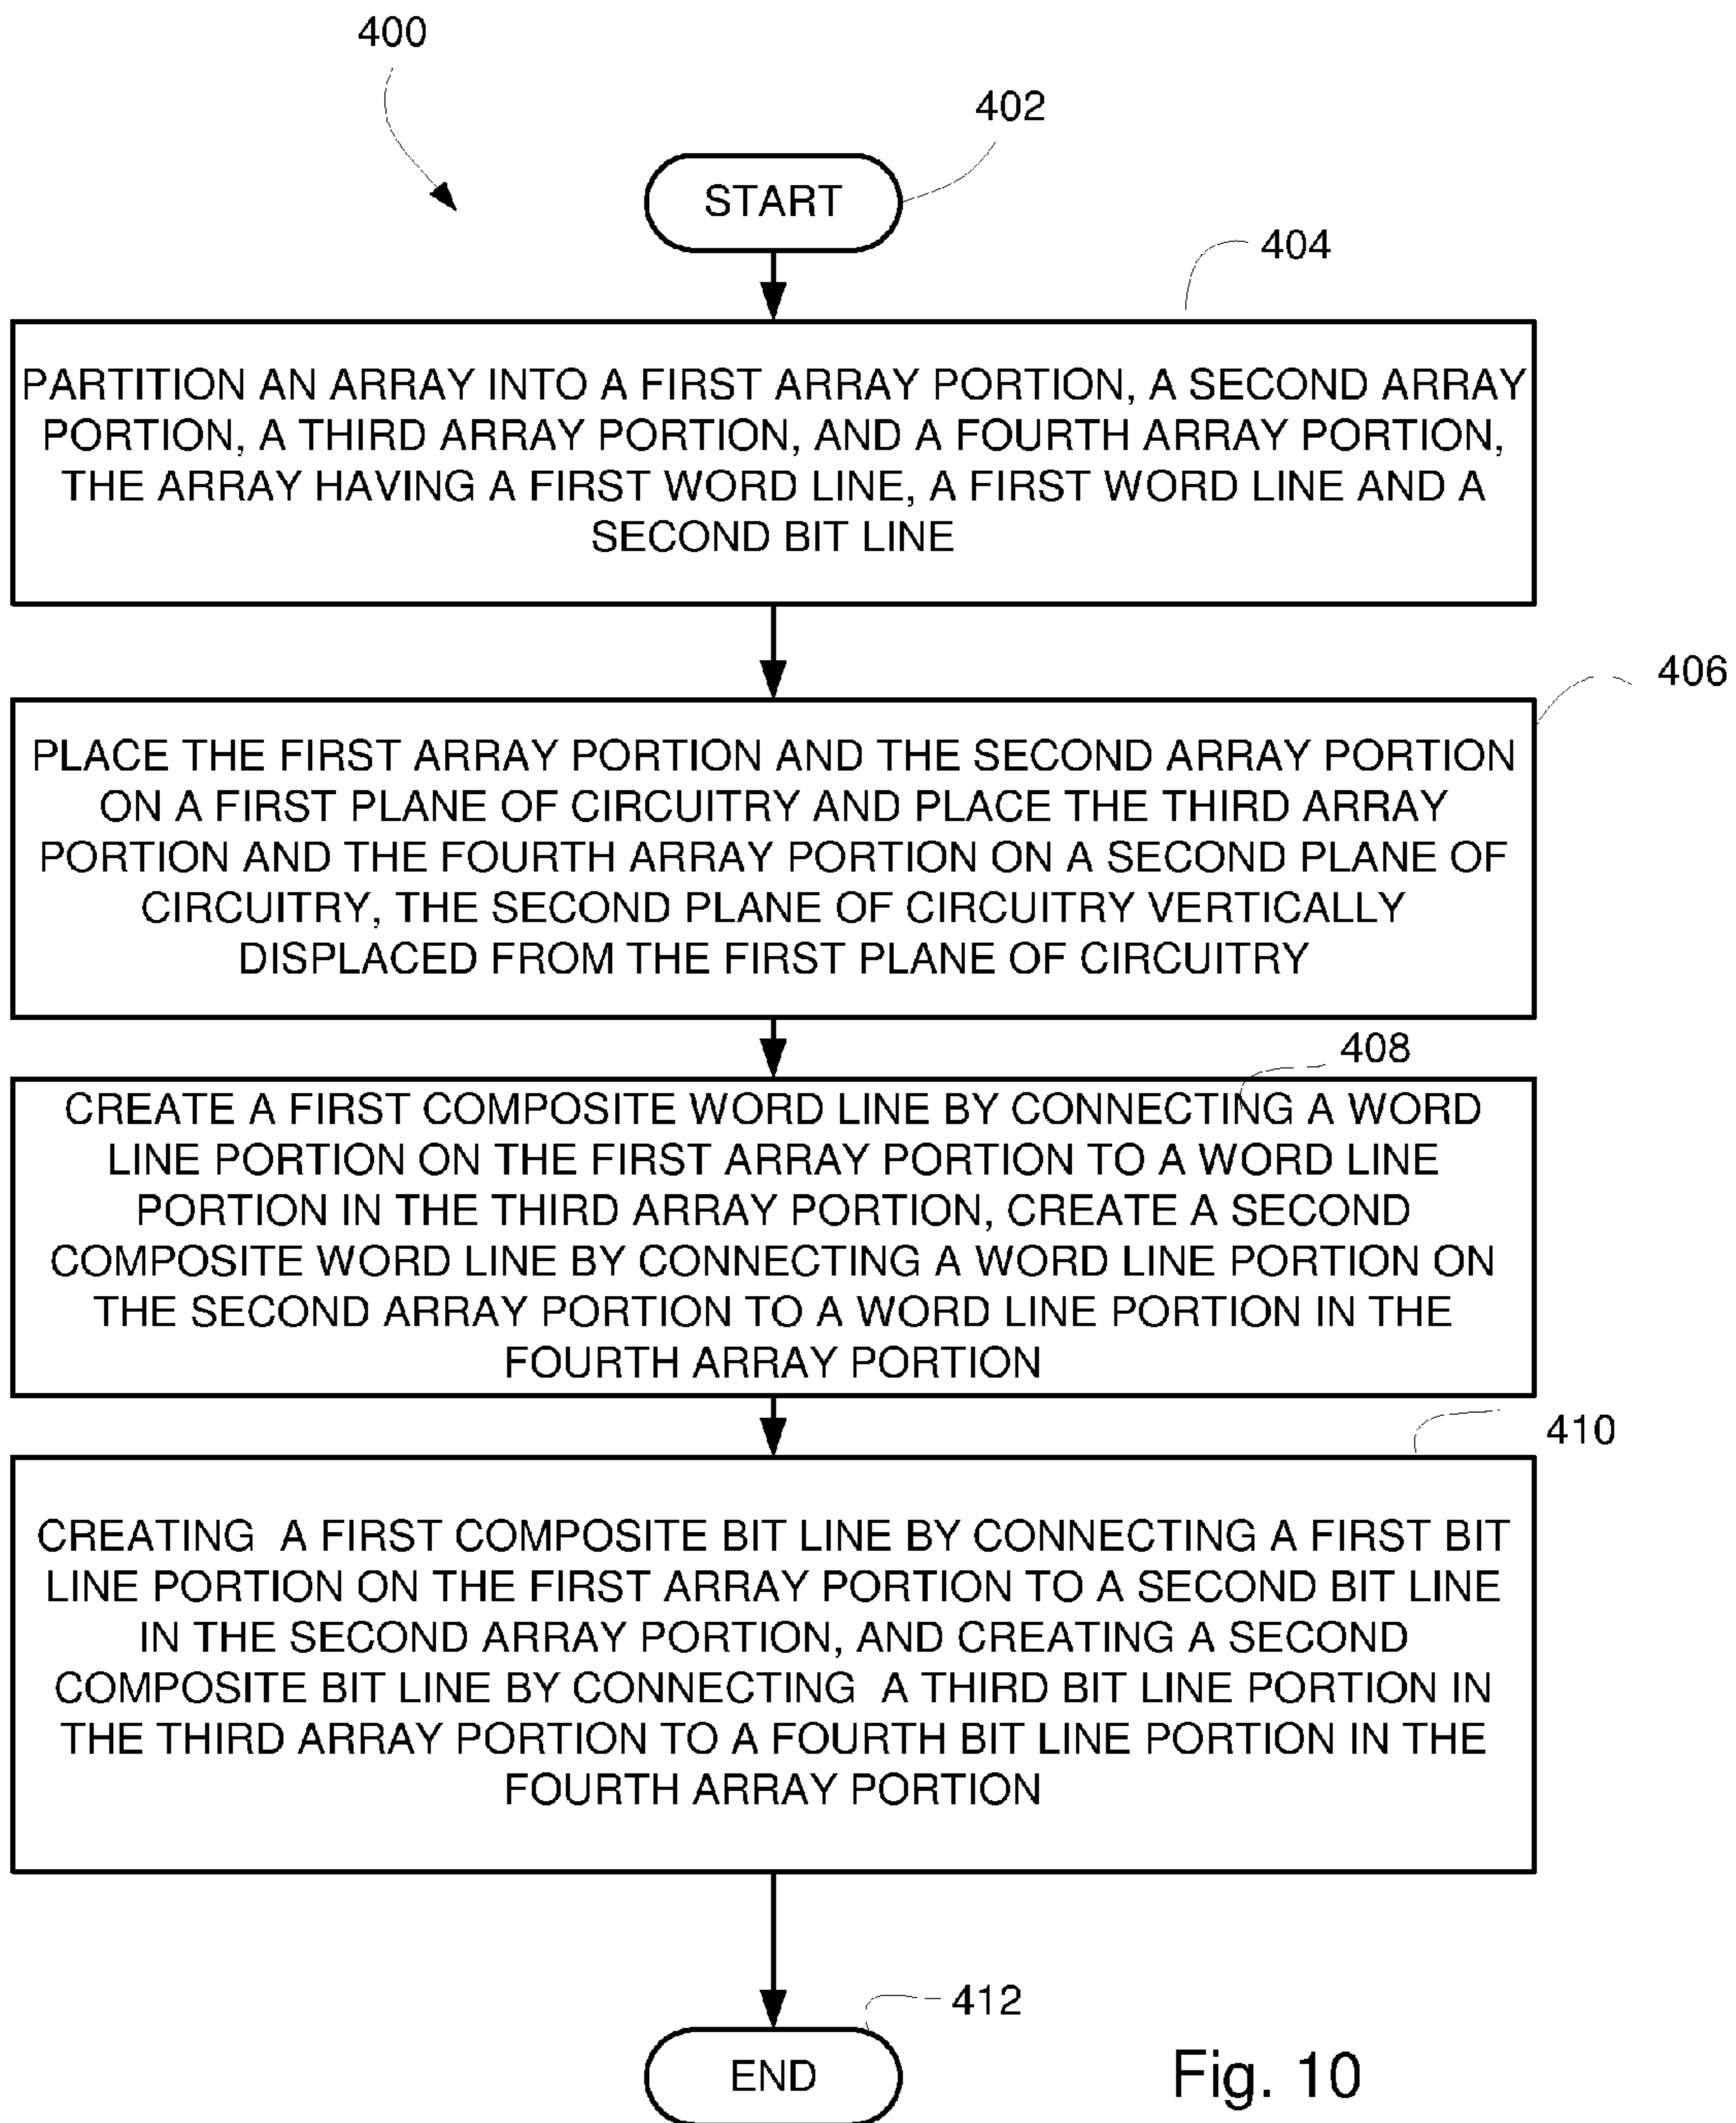 400
402
START
404
PARTITION AN ARRAY INTO A FIRST ARRAY PORTION, A SECOND ARRAY
PORTION, A THIRD ARRAY PORTION, AND A FOURTH ARRAY PORTION,
THE ARRAY HAVING A FIRST WORD LINE, A FIRST WORD LINE AND A
SECOND BIT LINE
406
PLACE THE FIRST ARRAY PORTION AND THE SECOND ARRAY PORTION
ON A FIRST PLANE OF CIRCUITRY AND PLACE THE THIRD ARRAY
PORTION AND THE FOURTH ARRAY PORTION ON A SECOND PLANE OF
CIRCUITRY, THE SECOND PLANE OF CIRCUITRY VERTICALLY
DISPLACED FROM THE FIRST PLANE OF CIRCUITRY
408
CREATE A FIRST COMPOSITE WORD LINE BY CONNECTING A WORD
LINE PORTION ON THE FIRST ARRAY PORTION TO A WORD LINE
PORTION IN THE THIRD ARRAY PORTION, CREATE A SECOND
COMPOSITE WORD LINE BY CONNECTING A WORD LINE PORTION ON
THE SECOND ARRAY PORTION TO A WORD LINE PORTION IN THE
FOURTH ARRAY PORTION
410
CREATING A FIRST COMPOSITE BIT LINE BY CONNECTING A FIRST BIT
LINE PORTION ON THE FIRST ARRAY PORTION TO A SECOND BIT LINE
IN THE SECOND ARRAY PORTION, AND CREATING A SECOND
COMPOSITE BIT LINE BY CONNECTING A THIRD BIT LINE PORTION IN
THE THIRD ARRAY PORTION TO A FOURTH BIT LINE PORTION IN THE
FOURTH ARRAY PORTION
412
END
Fig. 10